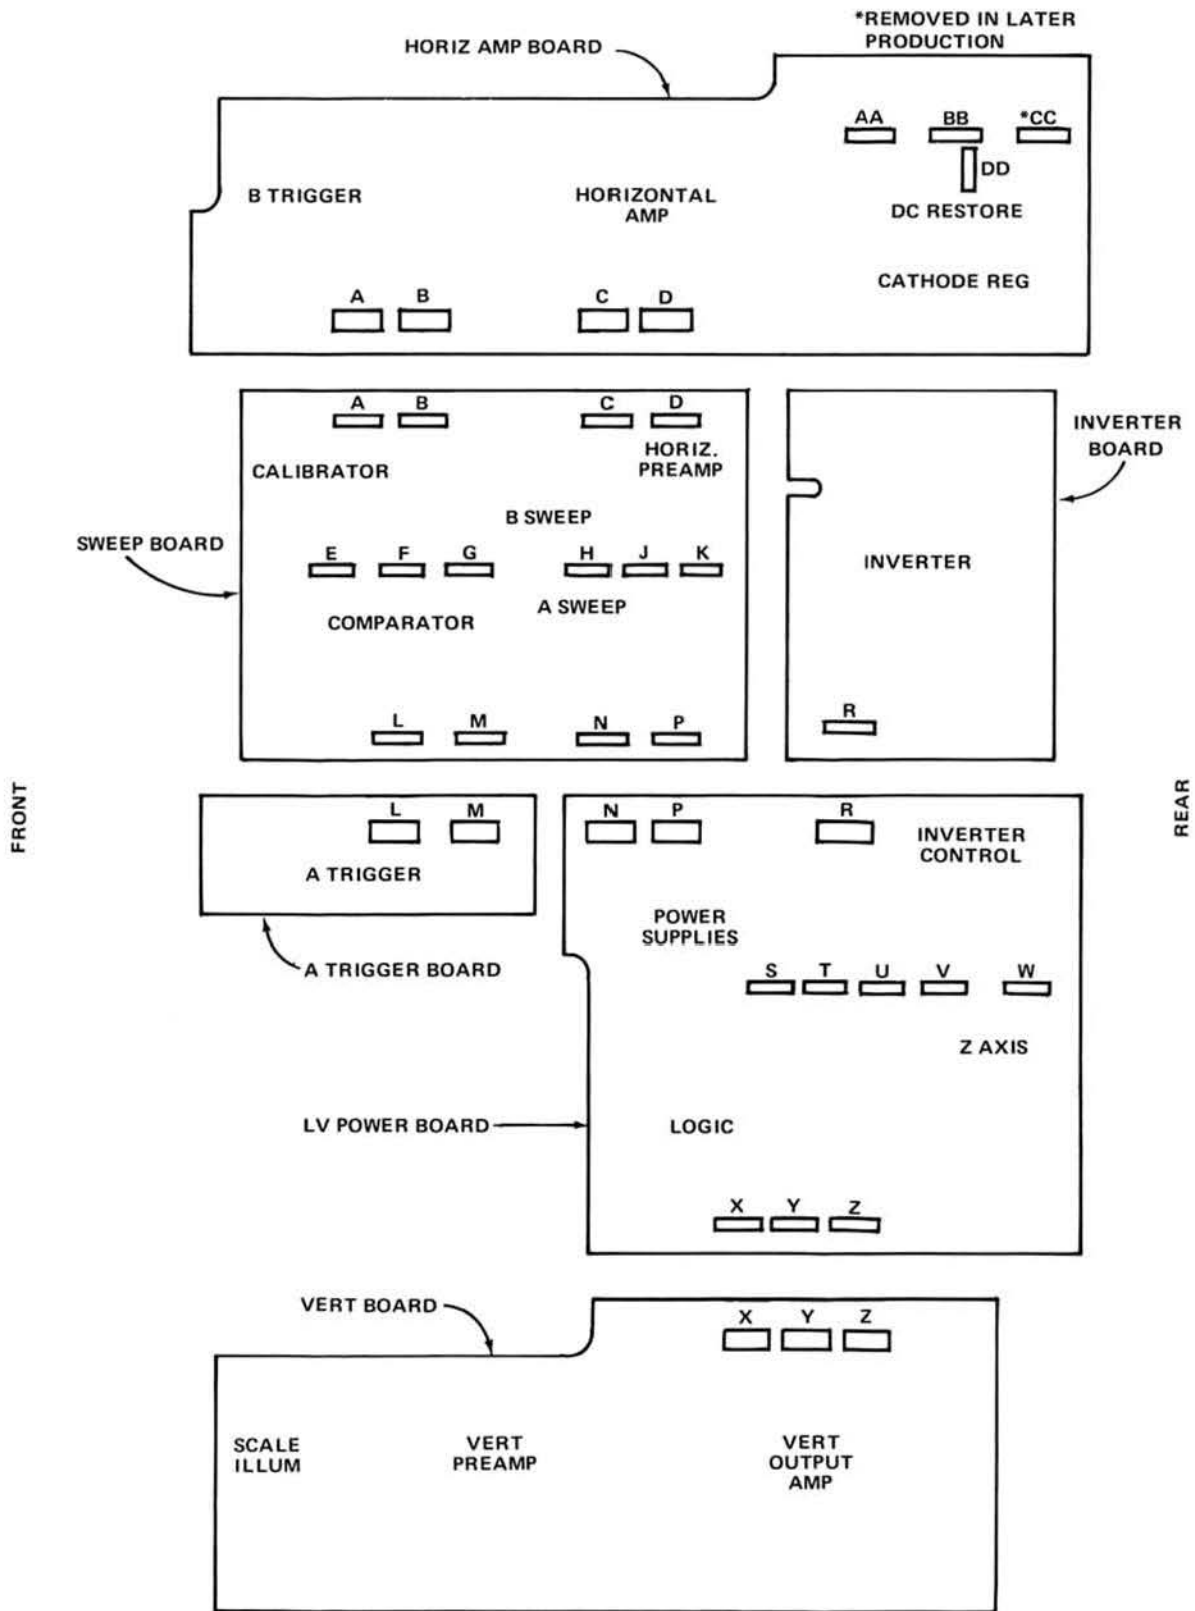 *REMOVED IN LATER
PRODUCTION
HORIZ AMP BOARD
AA
BB
*CC
DD
B TRIGGER
HORIZONTAL
AMP
DC RESTORE
CATHODE REG
A
B
C
D
A
B
C
D
CALIBRATOR
HORIZ.
PREAMP
INVERTER
BOARD
B SWEEP
SWEEP BOARD
E
F
G
H
J
K
INVERTER
A SWEEP
COMPARATOR
L
M
N
P
R
FRONT
REAR
L
M
A TRIGGER
N
P
R
INVERTER
CONTROL
POWER
SUPPLIES
A TRIGGER BOARD
S
T
U
V
W
Z AXIS
LV POWER BOARD
LOGIC
X
Y
Z
VERT BOARD
X
Y
Z
SCALE
ILLUM
VERT
PREAMP
VERT
OUTPUT
AMP